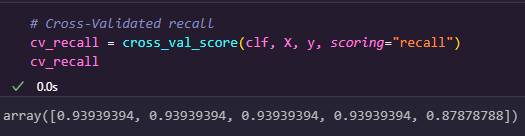 # Cross-Validated recall
cv_recall = cross_val_score(clf, X, y, scoring="recall")
cv_recall
0.0s
array([0.93939394, 0.93939394, 0.93939394, 0.93939394, 0.87878788])